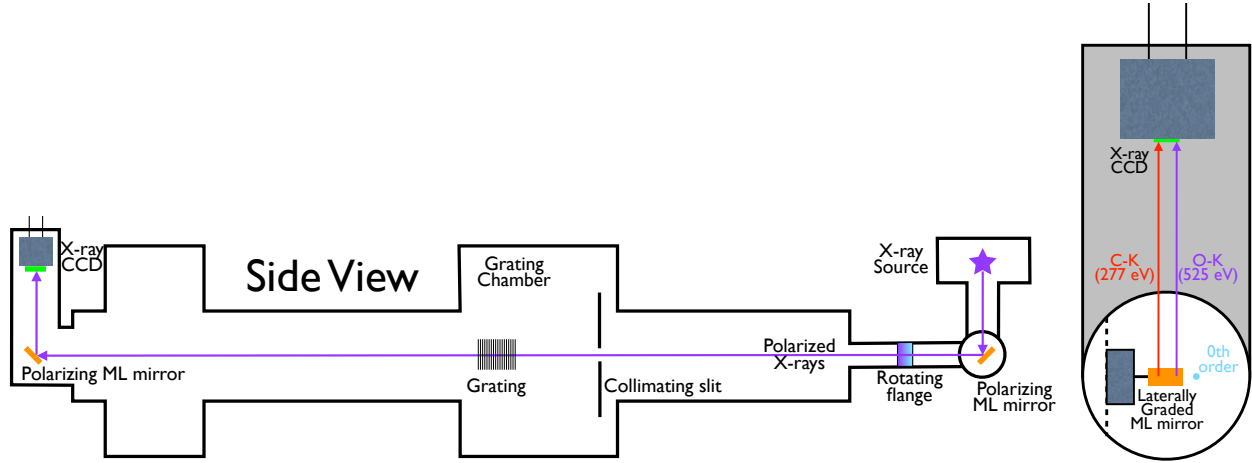 Side View
X-ray
CCD
Polarizing ML mirror
Grating
Chamber
Grating
Collimating slit
Polarized
X-rays
Rotating
flange
X-ray
Source
Polarizing
ML mirror
X-ray
CCD
C-K
(277 eV)
O-K
(525 eV)
0th
order
Laterally
Graded
ML mirror